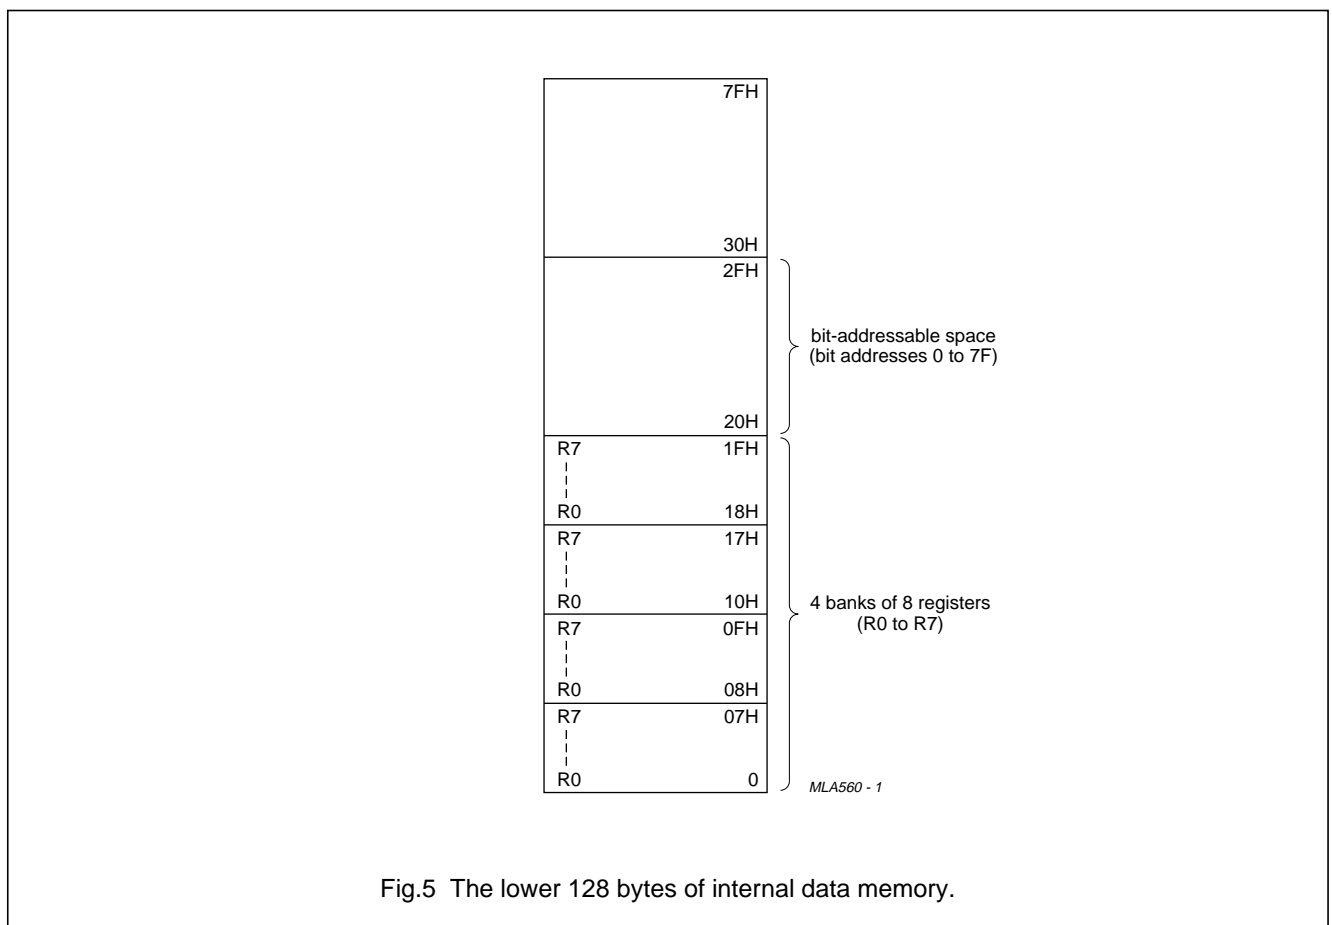 7FH
30H
2FH
bit-addressable space
(bit addresses 0 to 7F)
20H
R7 1FH
R0 18H
R7 17H
R0 10H
4 banks of 8 registers
(R0 to R7)
R7 0FH
R0 08H
R7 07H
R0 0
MLA560 - 1
Fig.5 The lower 128 bytes of internal data memory.